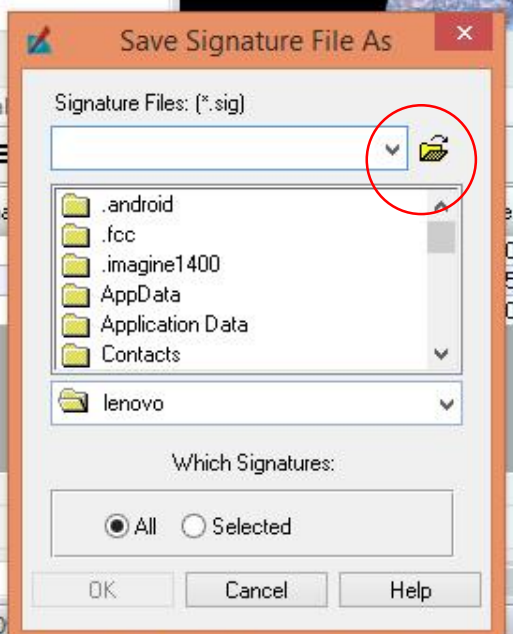 Save Signature File As
Signature Files: (*.sig)
.android
.fcc
.imagine1400
AppData
Application Data
Contacts
lenovo
Which Signatures:
All Selected
OK Cancel Help